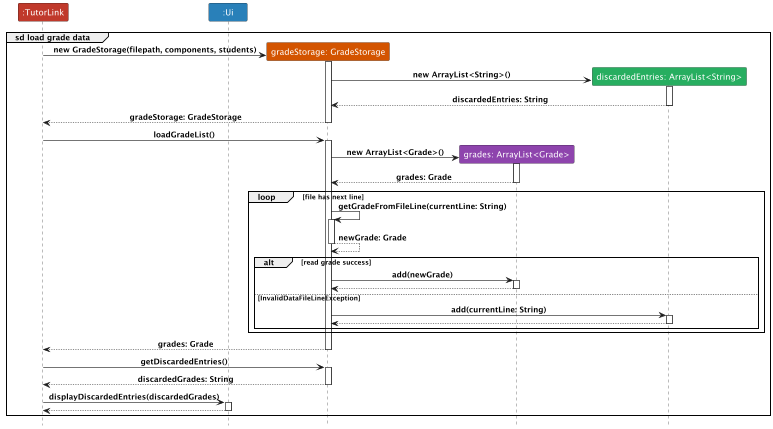 :TutorLink
:Ui
sd load grade data
new GradeStorage(filepath, components, students)
gradeStorage: GradeStorage
new ArrayList<String>()
discardedEntries: ArrayList<String>
discardedEntries: String
gradeStorage: GradeStorage
loadGradeList()
new ArrayList<Grade>()
grades: ArrayList<Grade>
grades: Grade
loop
[file has next line]
getGradeFromFileLine(currentLine: String)
newGrade: Grade
alt
[read grade success]
add(newGrade)
[InvalidDataFileLineException]
add(currentLine: String)
grades: Grade
getDiscardedEntries()
discardedGrades: String
displayDiscardedEntries(discardedGrades)